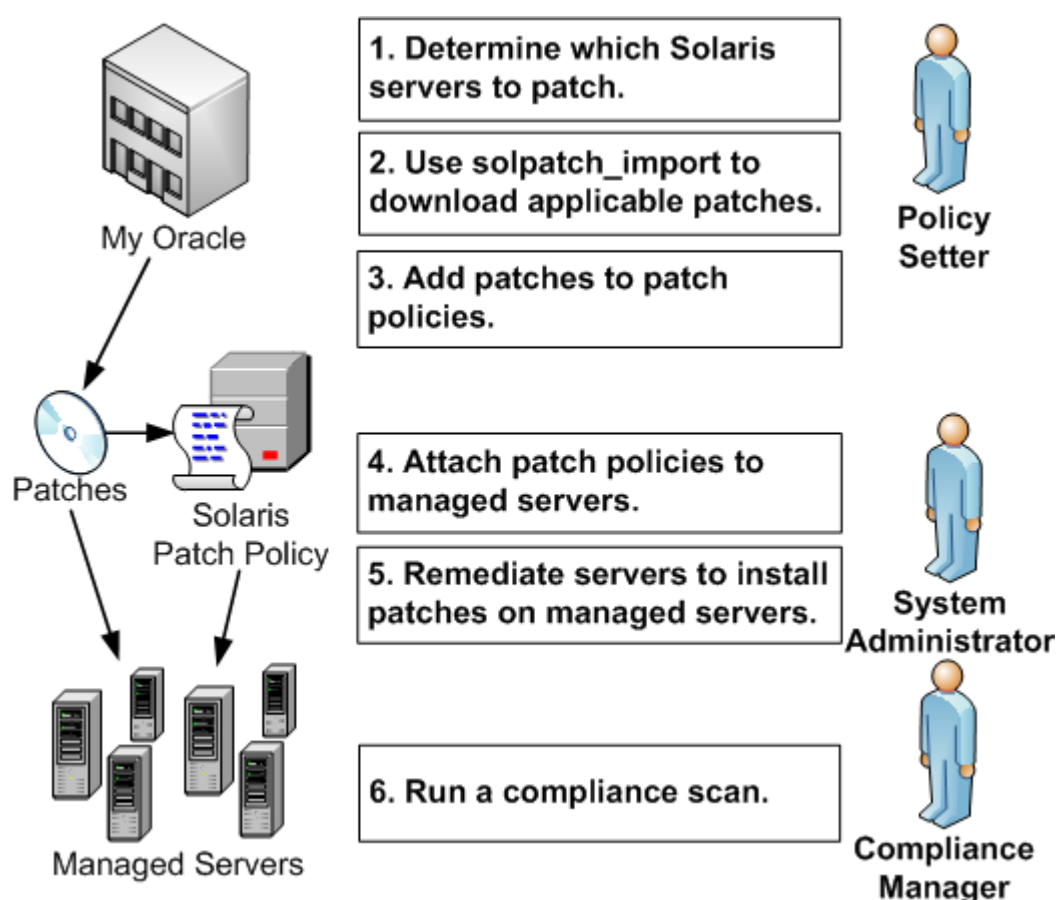 1. Determine which Solaris
servers to patch.
2. Use solpatch_import to
download applicable patches.
Policy
Setter
My Oracle
3. Add patches to patch
policies.
Patches
Solaris
Patch Policy
4. Attach patch policies to
managed servers.
5. Remediate servers to install
patches on managed servers.
System
Administrator
6. Run a compliance scan.
Managed Servers
Compliance
Manager